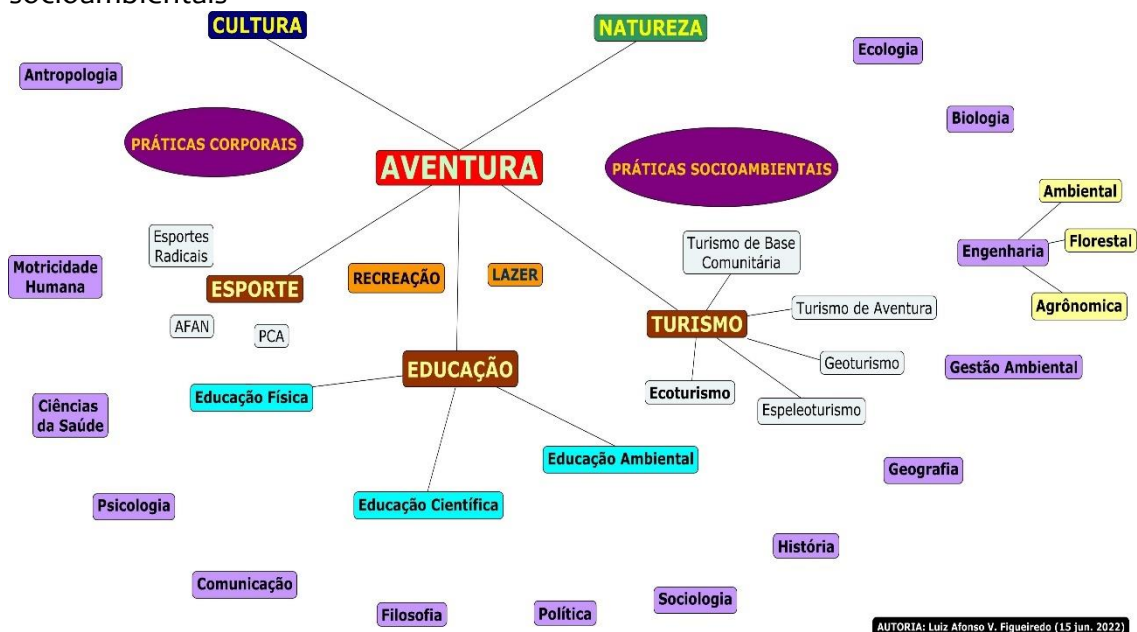 socioambientais
CULTURA
NATUREZA
Ecologia
Antropologia
Biologia
PRÁTICAS CORPORAIS
AVENTURA
PRÁTICAS SOCIOAMBIENTAIS
Ambiental
Esportes
Radicais
Turismo de Base
Comunitária
Engenharia
Florestal
Motricidade
Humana
ESPORTE
RECREAÇÃO
LAZER
Turismo de Aventura
Agrônomica
AFAN
PCA
TURISMO
EDUCAÇÃO
Geoturismo
Gestão Ambiental
Educação Física
Ecoturismo
Espeleoturismo
Ciências
da Saúde
Educação Ambiental
Geografia
Psicologia
Educação Científica
História
Comunicação
Filosofia
Política
Sociologia
AUTORIA: Luiz Afonso V. Figueiredo (15 jun. 2022)